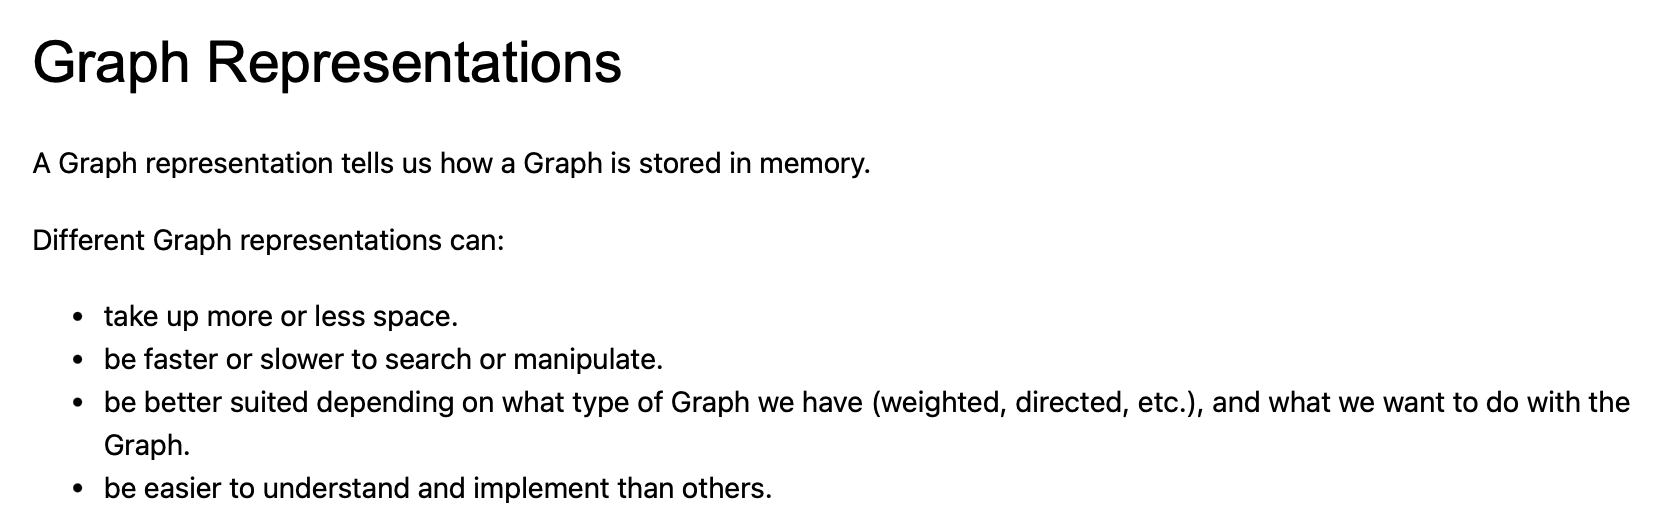 Graph Representations
A Graph representation tells us how a Graph is stored in memory.
Different Graph representations can:
• take up more or less space.
• be faster or slower to search or manipulate.
• be better suited depending on what type of Graph we have (weighted, directed, etc.), and what we want to do with the
Graph.
• be easier to understand and implement than others.